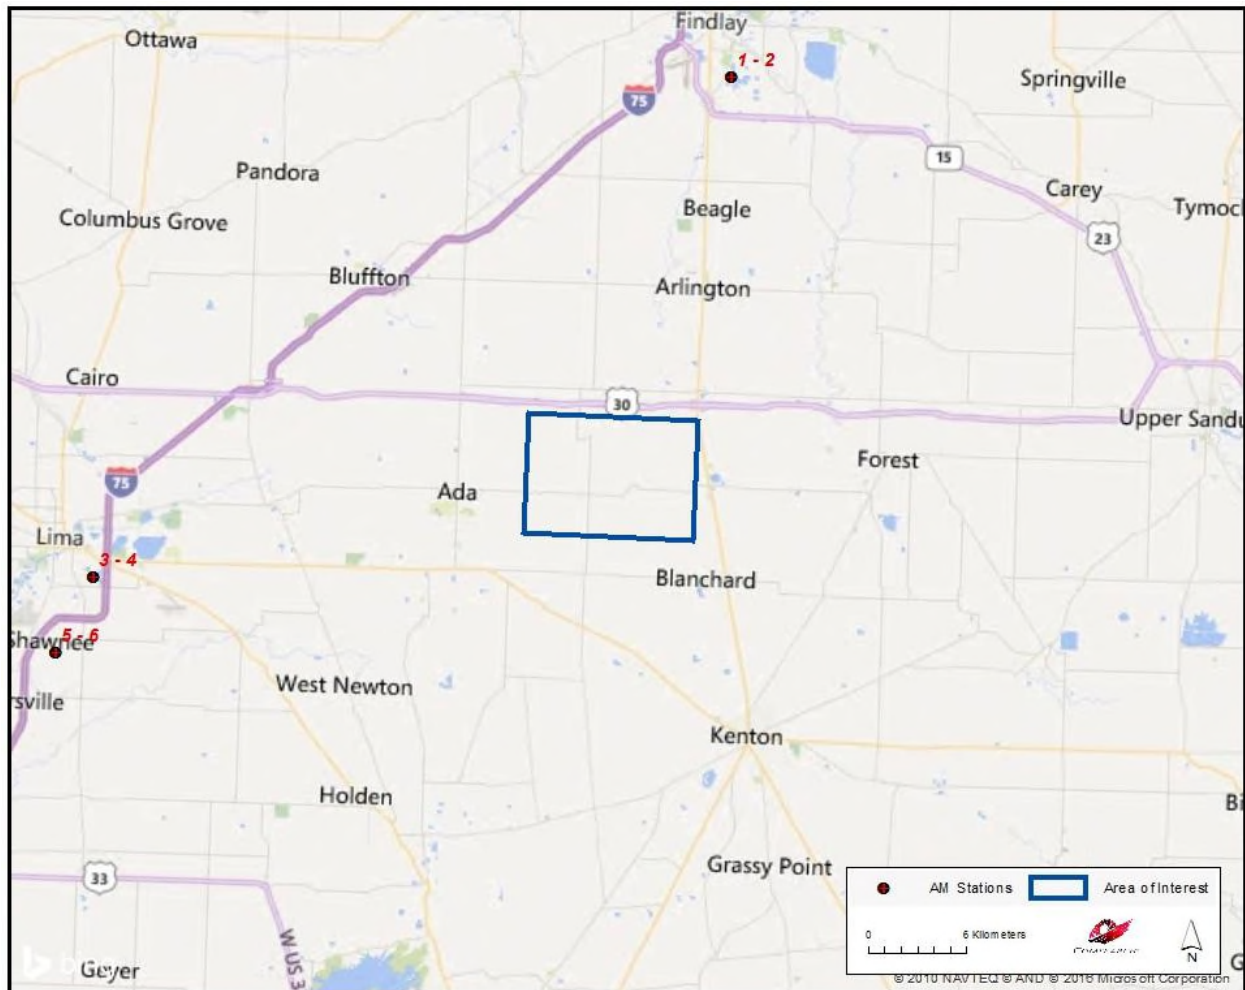 Findlay
Ottawa
1 - 2
Springville
75
15
Pandora
Carey
Beagle
Columbus Grove
23
Bluffton
Arlington
Cairo
30
Upper Sandu
Forest
75
Ada
Lima
3 - 4
Blanchard
5 - 6
Shawnee
West Newton
rsville
Kenton
Holden
Bi
Grassy Point
33
AM Stations
Area of Interest
0
6 Kilometers
N
W US 3
Geyer
G
© 2010 NAVTEQ © AND © 2016 Microsoft Corporation